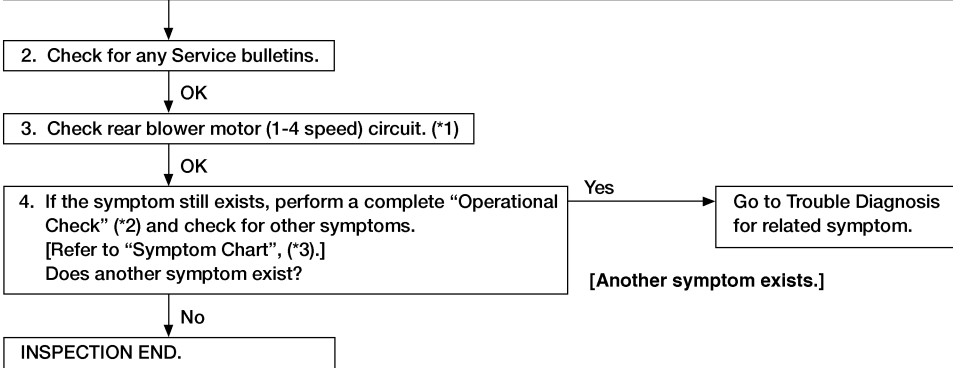 2. Check for any Service bulletins.
OK
3. Check rear blower motor (1-4 speed) circuit. (*1)
OK
4. If the symptom still exists, perform a complete “Operational
Check” (*2) and check for other symptoms.
[Refer to “Symptom Chart”, (*3).]
Does another symptom exist?
Yes
Go to Trouble Diagnosis
for related symptom.
[Another symptom exists.]
No
INSPECTION END.